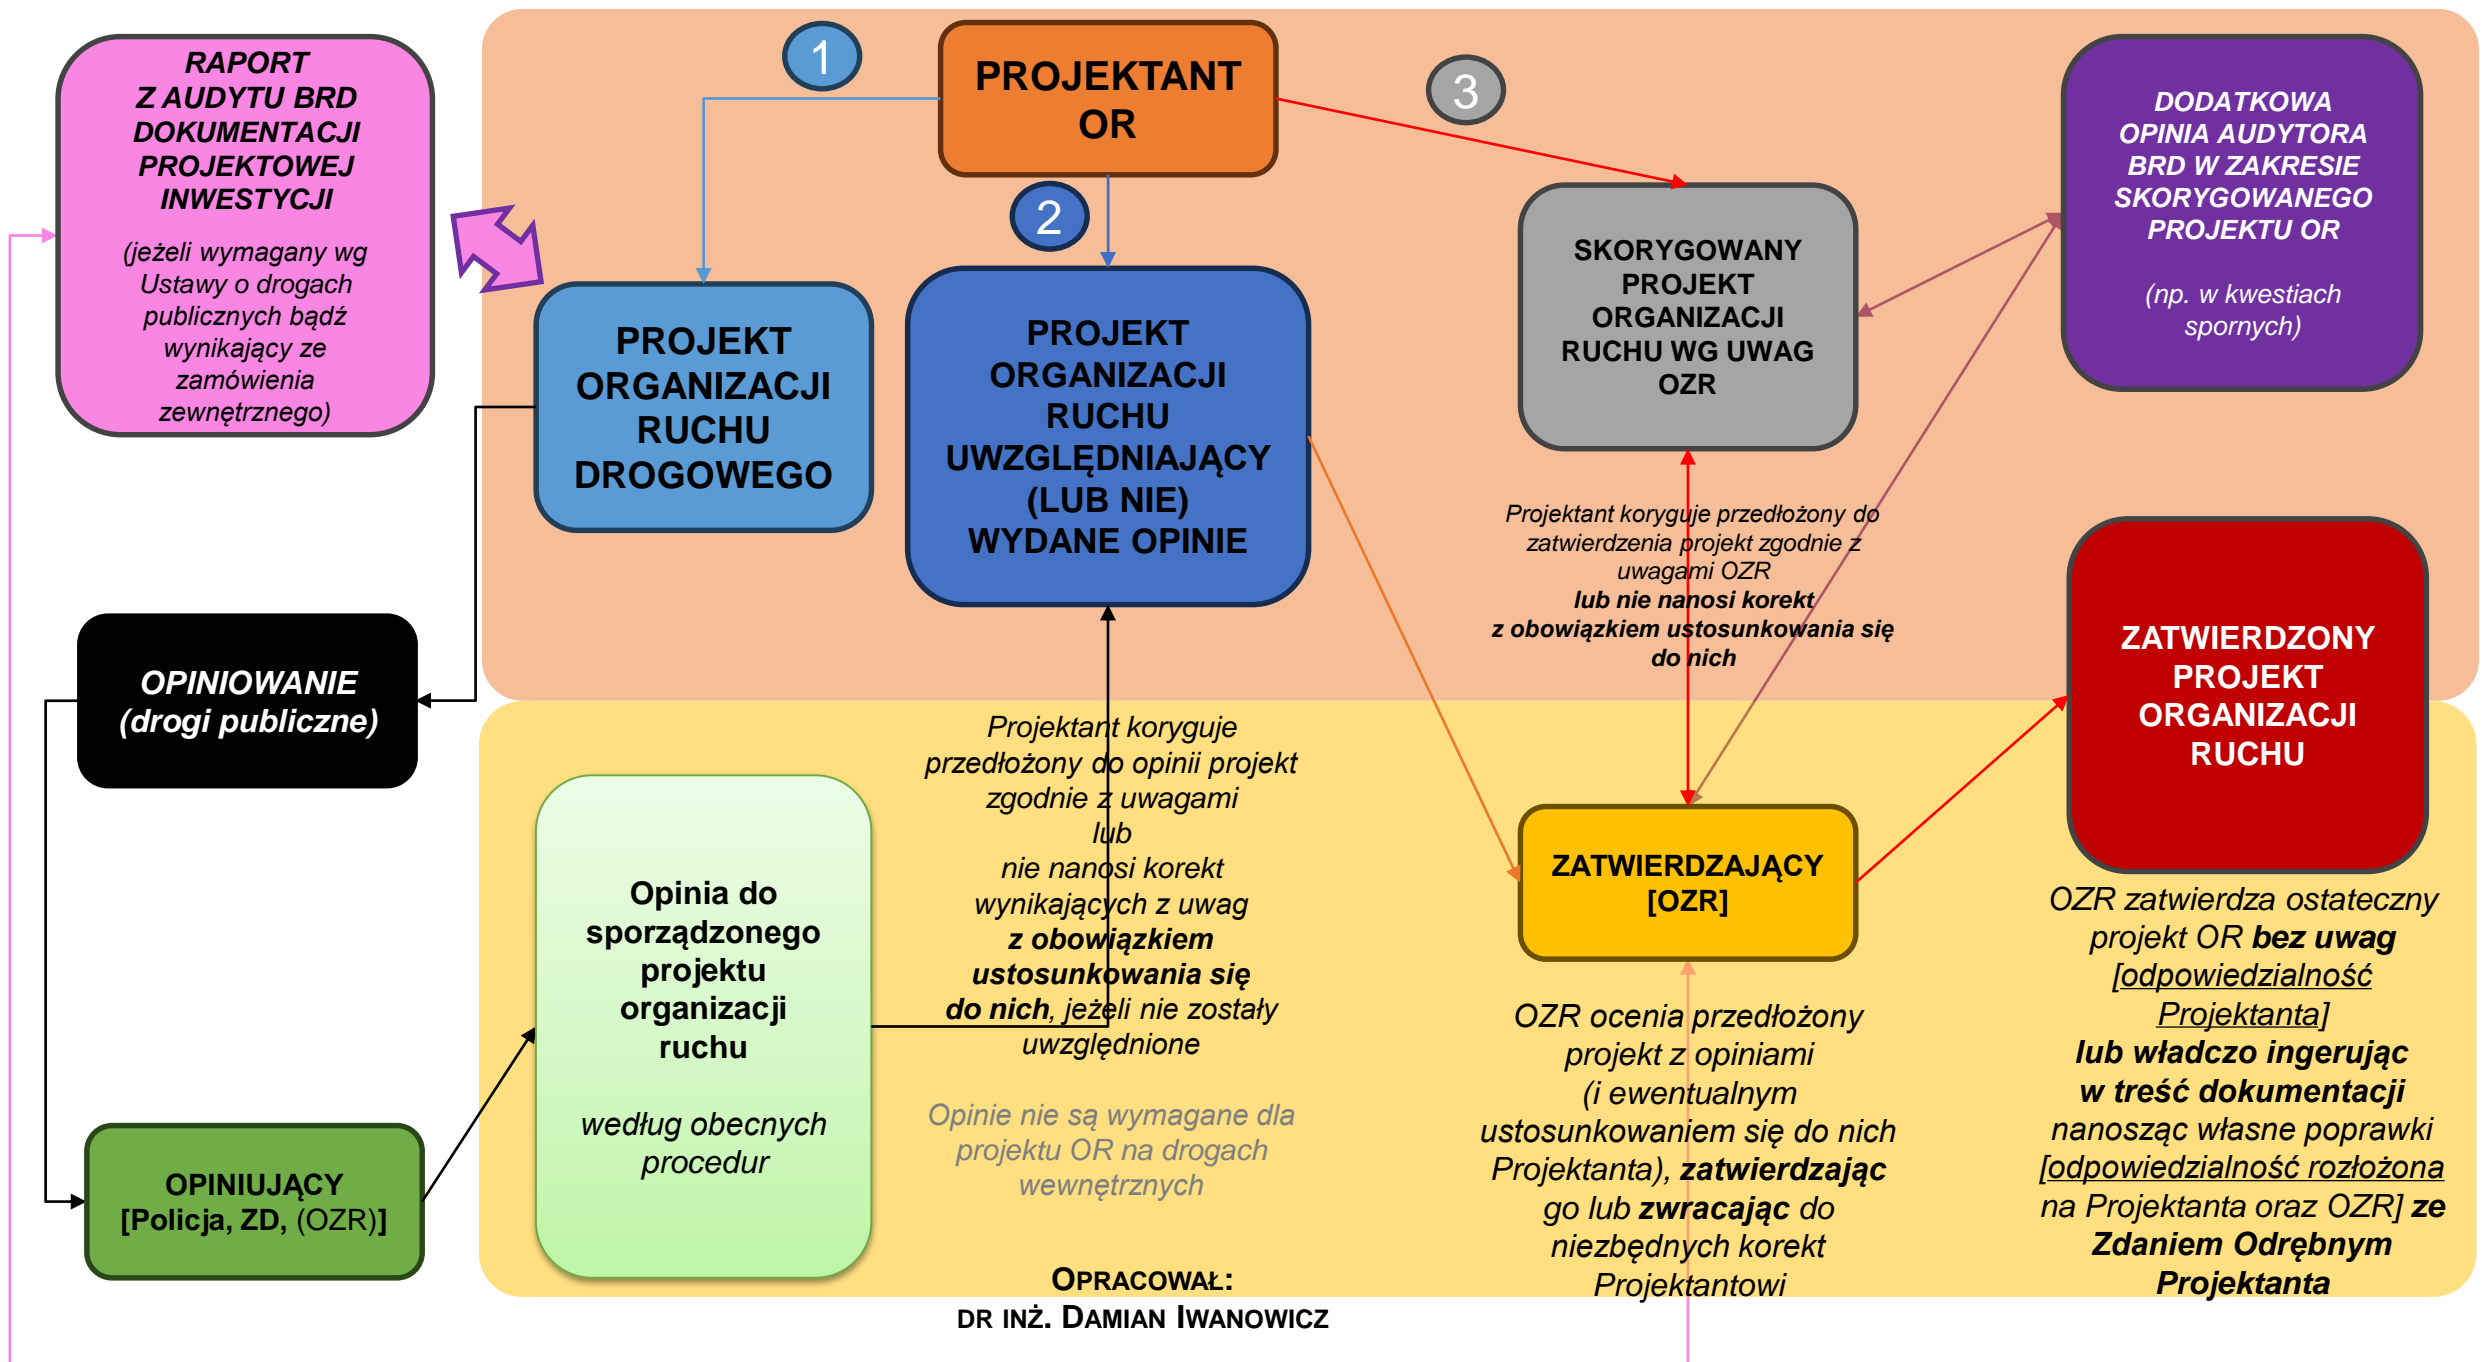 RAPORT
Z AUDYTU BRD
DOKUMENTACJI
PROJEKTOWEJ
INWESTYCJI
(jeżeli wymagany wg
Ustawy o drogach
publicznych bądź
wynikający ze
zamówienia
zewnętrznego)
1
PROJEKTANT
OR
2
3
DODATKOWA
OPINIA AUDYTORA
BRD W ZAKRESIE
SKORYGOWANEGO
PROJEKTU OR
(np. w kwestiach
spornych)
PROJEKT
ORGANIZACJI
RUCHU
DROGOWEGO
PROJEKT
ORGANIZACJI
RUCHU
UWZGLĘDNIAJĄCY
(LUB NIE)
WYDANE OPINIE
SKORYGOWANY
PROJEKT
ORGANIZACJI
RUCHU WG UWAG
OZR
Projektant koryguje przedłożony do
zatwierdzenia projekt zgodnie z
uwagami OZR
lub nie nanosi korekt
z obowiązkiem ustosunkowania się
do nich
OPINIOWANIE
(drogi publiczne)
ZATWIERDZONY
PROJEKT
ORGANIZACJI
RUCHU
Opinia do
sporządzonego
projektu
organizacji
ruchu
według obecnych
procedur
Projektant koryguje
przedłożony do opinii projekt
zgodnie z uwagami
lub
nie nanosi korekt
wynikających z uwag
z obowiązkiem
ustosunkowania się
do nich, jeżeli nie zostały
uwzględnione
Opinie nie są wymagane dla
projektu OR na drogach
wewnętrznych
ZATWIERDZAJĄCY
[OZR]
OZR ocenia przedłożony
projekt z opiniami
(i ewentualnym
ustosunkowaniem się do nich
Projektanta), zatwierdzając
go lub zwracając do
niezbędnych korekt
Projektantowi
OZR zatwierdza ostateczny
projekt OR bez uwag
[odpowiedzialność
Projektanta]
lub władczo ingerując
w treść dokumentacji
nanosząc własne poprawki
[odpowiedzialność rozłożona
na Projektanta oraz OZR] ze
Zdaniem Odrębnym
Projektanta
OPINIUJĄCY
[Policja, ZD, (OZR)]
OPRACOWAŁ:
DR INŻ. DAMIAN IWANOWICZ